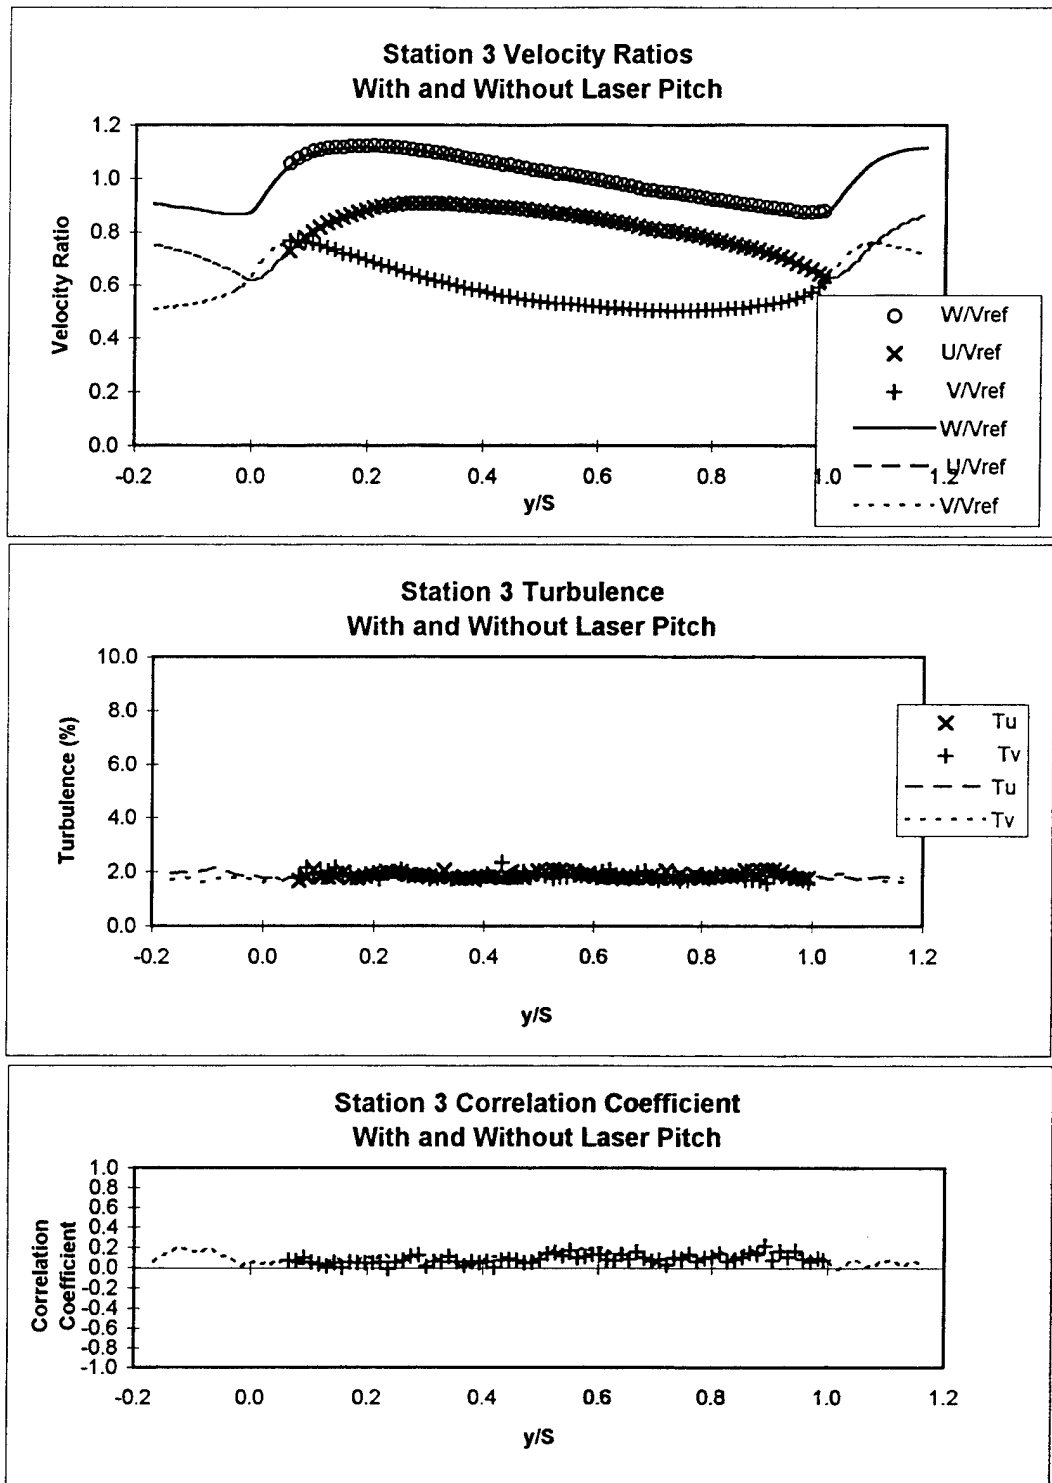 Station 3 Velocity Ratios
With and Without Laser Pitch
Velocity Ratio
1.2
1.0
0.8
0.6
0.4
0.2
0.0
-0.2 0.0 0.2 0.4 0.6 0.8 1.0 1.2
y/S
W/Vref
U/Vref
V/Vref
W/Vref
U/Vref
V/Vref
Station 3 Turbulence
With and Without Laser Pitch
Turbulence (%)
10.0
8.0
6.0
4.0
2.0
0.0
-0.2 0.0 0.2 0.4 0.6 0.8 1.0 1.2
y/S
Tu
Tv
Tu
Tv
Station 3 Correlation Coefficient
With and Without Laser Pitch
Correlation
Coefficient
1.0
0.8
0.6
0.4
0.2
0.0
-0.2
-0.4
-0.6
-0.8
-1.0
-0.2 0.0 0.2 0.4 0.6 0.8 1.0 1.2
y/S